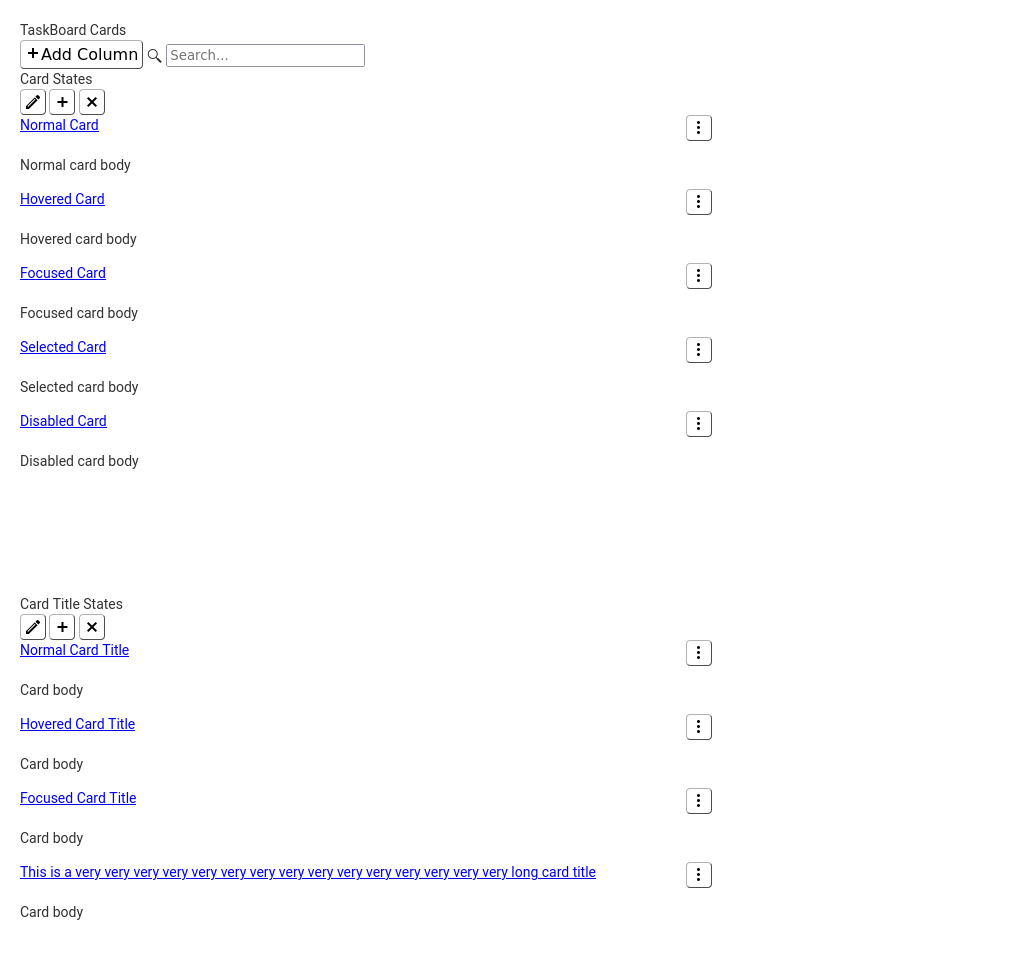 TaskBoard Cards
Add Column Search...
Card States
Normal Card
Normal card body
Hovered Card
Hovered card body
Focused Card
Focused card body
Selected Card
Selected card body
Disabled Card
Disabled card body
Card Title States
Normal Card Title
Card body
Hovered Card Title
Card body
Focused Card Title
Card body
This is a very very very very very very very very very very very very very very very long card title
Card body